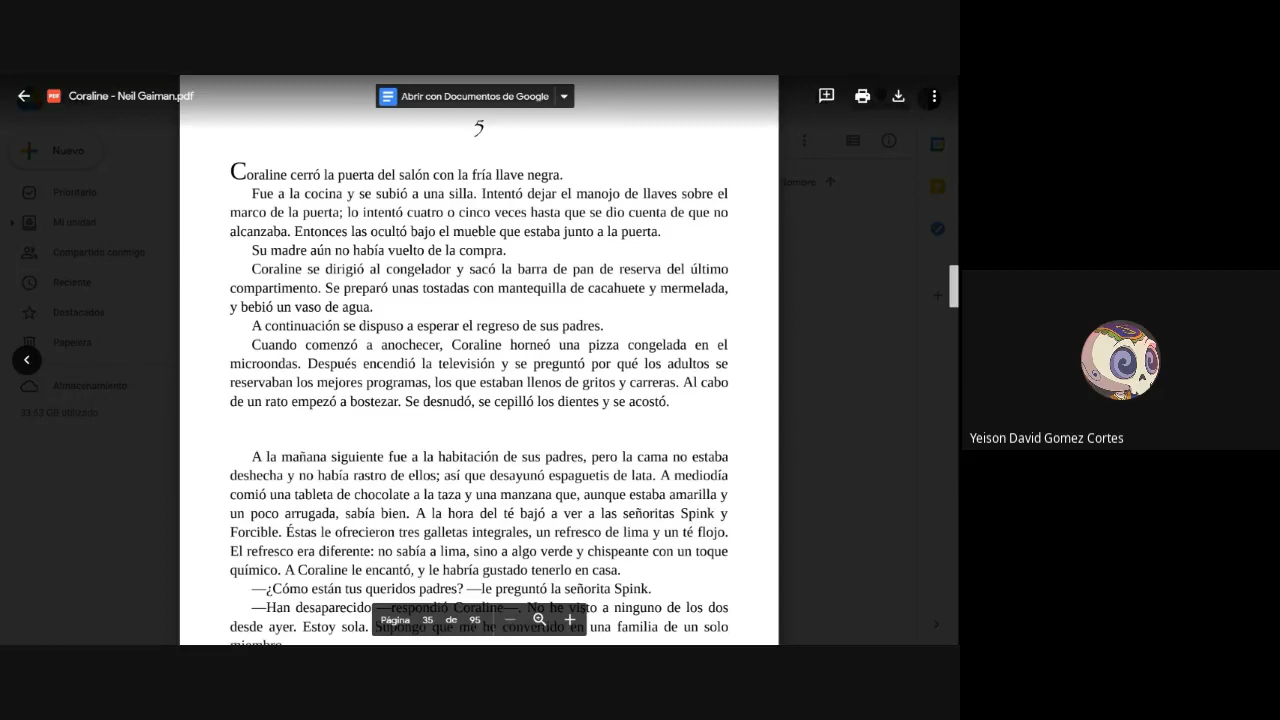 Coraline - Neil Gaiman.pdf
Abrir con Documentos de Google
5
Nuevo
Prioritario
Mi unidad
Compartido conmigo
Reciente
Destacados
Papelera
Almacenamiento
33,53 GB utilizado
Nombre
Coraline cerró la puerta del salón con la fría llave negra.
Fue a la cocina y se subió a una silla. Intentó dejar el manojo de llaves sobre el
marco de la puerta; lo intentó cuatro o cinco veces hasta que se dio cuenta de que no
alcanzaba. Entonces las ocultó bajo el mueble que estaba junto a la puerta.
Su madre aún no había vuelto de la compra.
Coraline se dirigió al congelador y sacó la barra de pan de reserva del último
compartimento. Se preparó unas tostadas con mantequilla de cacahuete y mermelada,
y bebió un vaso de agua.
A continuación se dispuso a esperar el regreso de sus padres.
Cuando comenzó a anochecer, Coraline horneó una pizza congelada en el
microondas. Después encendió la televisión y se preguntó por qué los adultos se
reservaban los mejores programas, los que estaban llenos de gritos y carreras. Al cabo
de un rato empezó a bostezar. Se desnudó, se cepilló los dientes y se acostó.
A la mañana siguiente fue a la habitación de sus padres, pero la cama no estaba
deshecha y no había rastro de ellos; así que desayunó espaguetis de lata. A mediodía
comió una tableta de chocolate a la taza y una manzana que, aunque estaba amarilla y
un poco arrugada, sabía bien. A la hora del té bajó a ver a las señoritas Spink y
Forcible. Éstas le ofrecieron tres galletas integrales, un refresco de lima y un té flojo.
El refresco era diferente: no sabía a lima, sino a algo verde y chispeante con un toque
químico. A Coraline le encantó, y le habría gustado tenerlo en casa.
—¿Cómo están tus queridos padres? —le preguntó la señorita Spink.
—Han desaparecido —respondió Coraline—. No he visto a ninguno de los dos
desde ayer. Estoy sola. Supongo que me he convertido en una familia de un solo
miembro.
Página 35 de 95
Yeison David Gomez Cortes